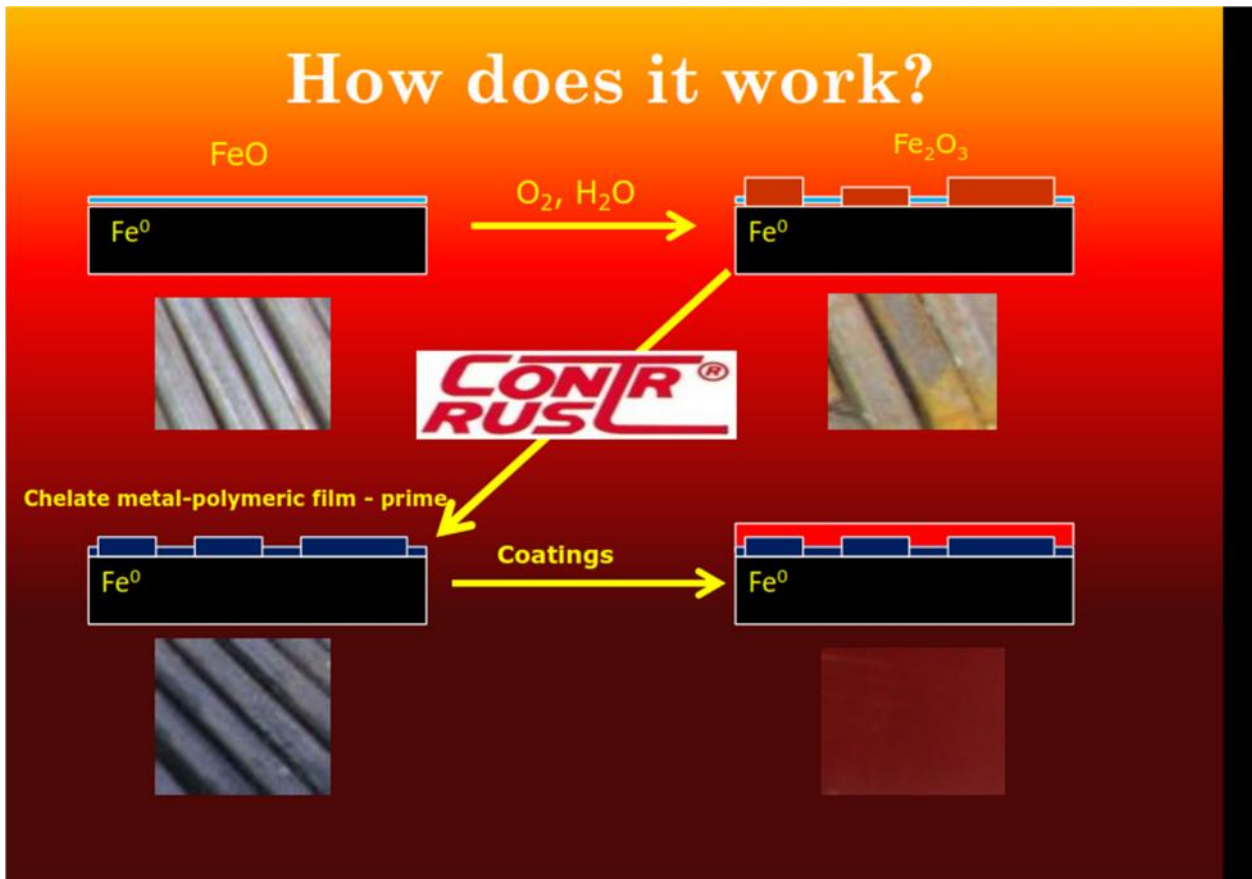 How does it work?
FeO
Fe₂O₃
O₂, H₂O
Fe⁰
Fe⁰
CONTR®
RUST
Chelate metal-polymeric film - prime
Coatings
Fe⁰
Fe⁰